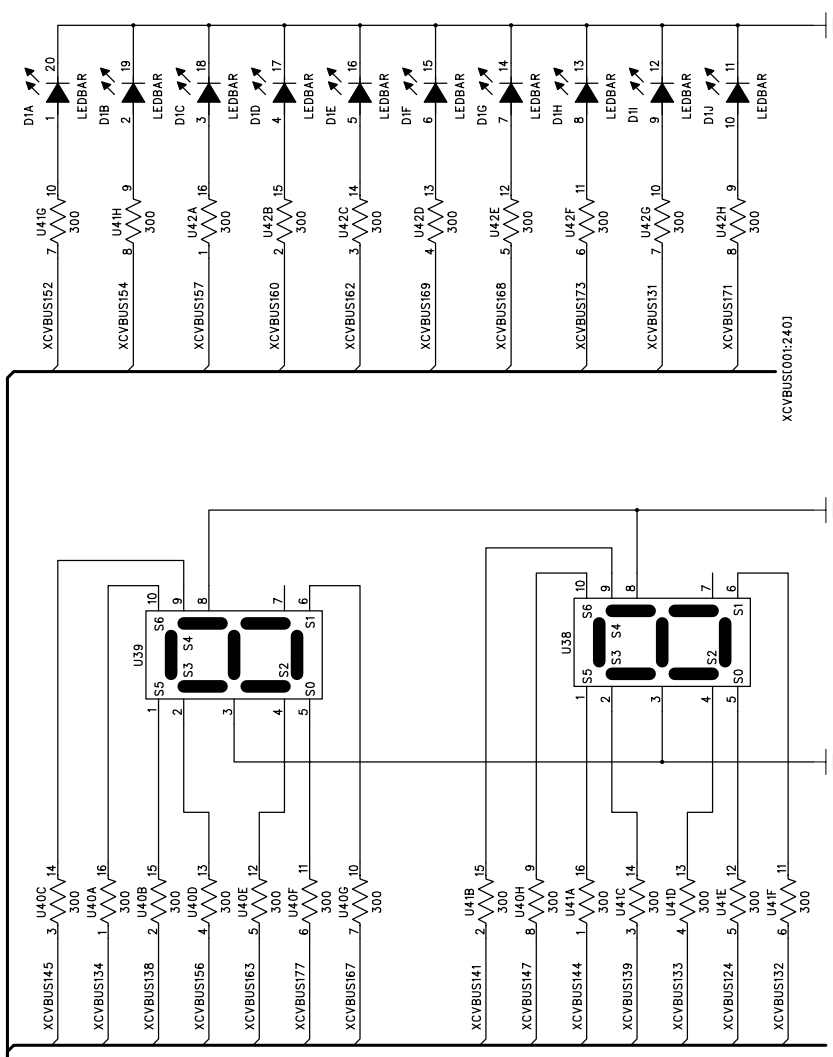 20 19 18 17 16 15 14 13 12 11
D1A LEDBAR D1B LEDBAR D1C LEDBAR D1D LEDBAR D1E LEDBAR D1F LEDBAR D1G LEDBAR D1H LEDBAR D1I LEDBAR D1J LEDBAR
1 2 3 4 5 6 7 8 9 10
10 9 16 15 14 13 12 11 10 9
U41G 300 U41H 300 U42A 300 U42B 300 U42C 300 U42D 300 U42E 300 U42F 300 U42G 300 U42H 300
7 8 1 2 3 4 5 6 7 8
XCVBUS152 XCVBUS154 XCVBUS157 XCVBUS160 XCVBUS162 XCVBUS169 XCVBUS168 XCVBUS173 XCVBUS131 XCVBUS171
XCVBUS[001:240]
10 9 8 7 6
U39
S6 S4 S1
S5 S3 S2 S0
1 2 3 4 5
10 9 8 7 6
U38
S6 S4 S1
S5 S3 S2 S0
1 2 3 4 5
14 16 15 13 12 11 10
U40C 300 U40A 300 U40B 300 U40D 300 U40E 300 U40F 300 U40G 300
3 1 2 4 5 6 7
XCVBUS145 XCVBUS134 XCVBUS138 XCVBUS156 XCVBUS163 XCVBUS177 XCVBUS167
15 9 16 14 13 12 11
U41B 300 U40H 300 U41A 300 U41C 300 U41D 300 U41E 300 U41F 300
2 8 1 3 4 5 6
XCVBUS141 XCVBUS147 XCVBUS144 XCVBUS139 XCVBUS133 XCVBUS124 XCVBUS132